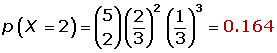 p(X = 2) = (5 2)(2/3)^2 (1/3)^3 = 0.164